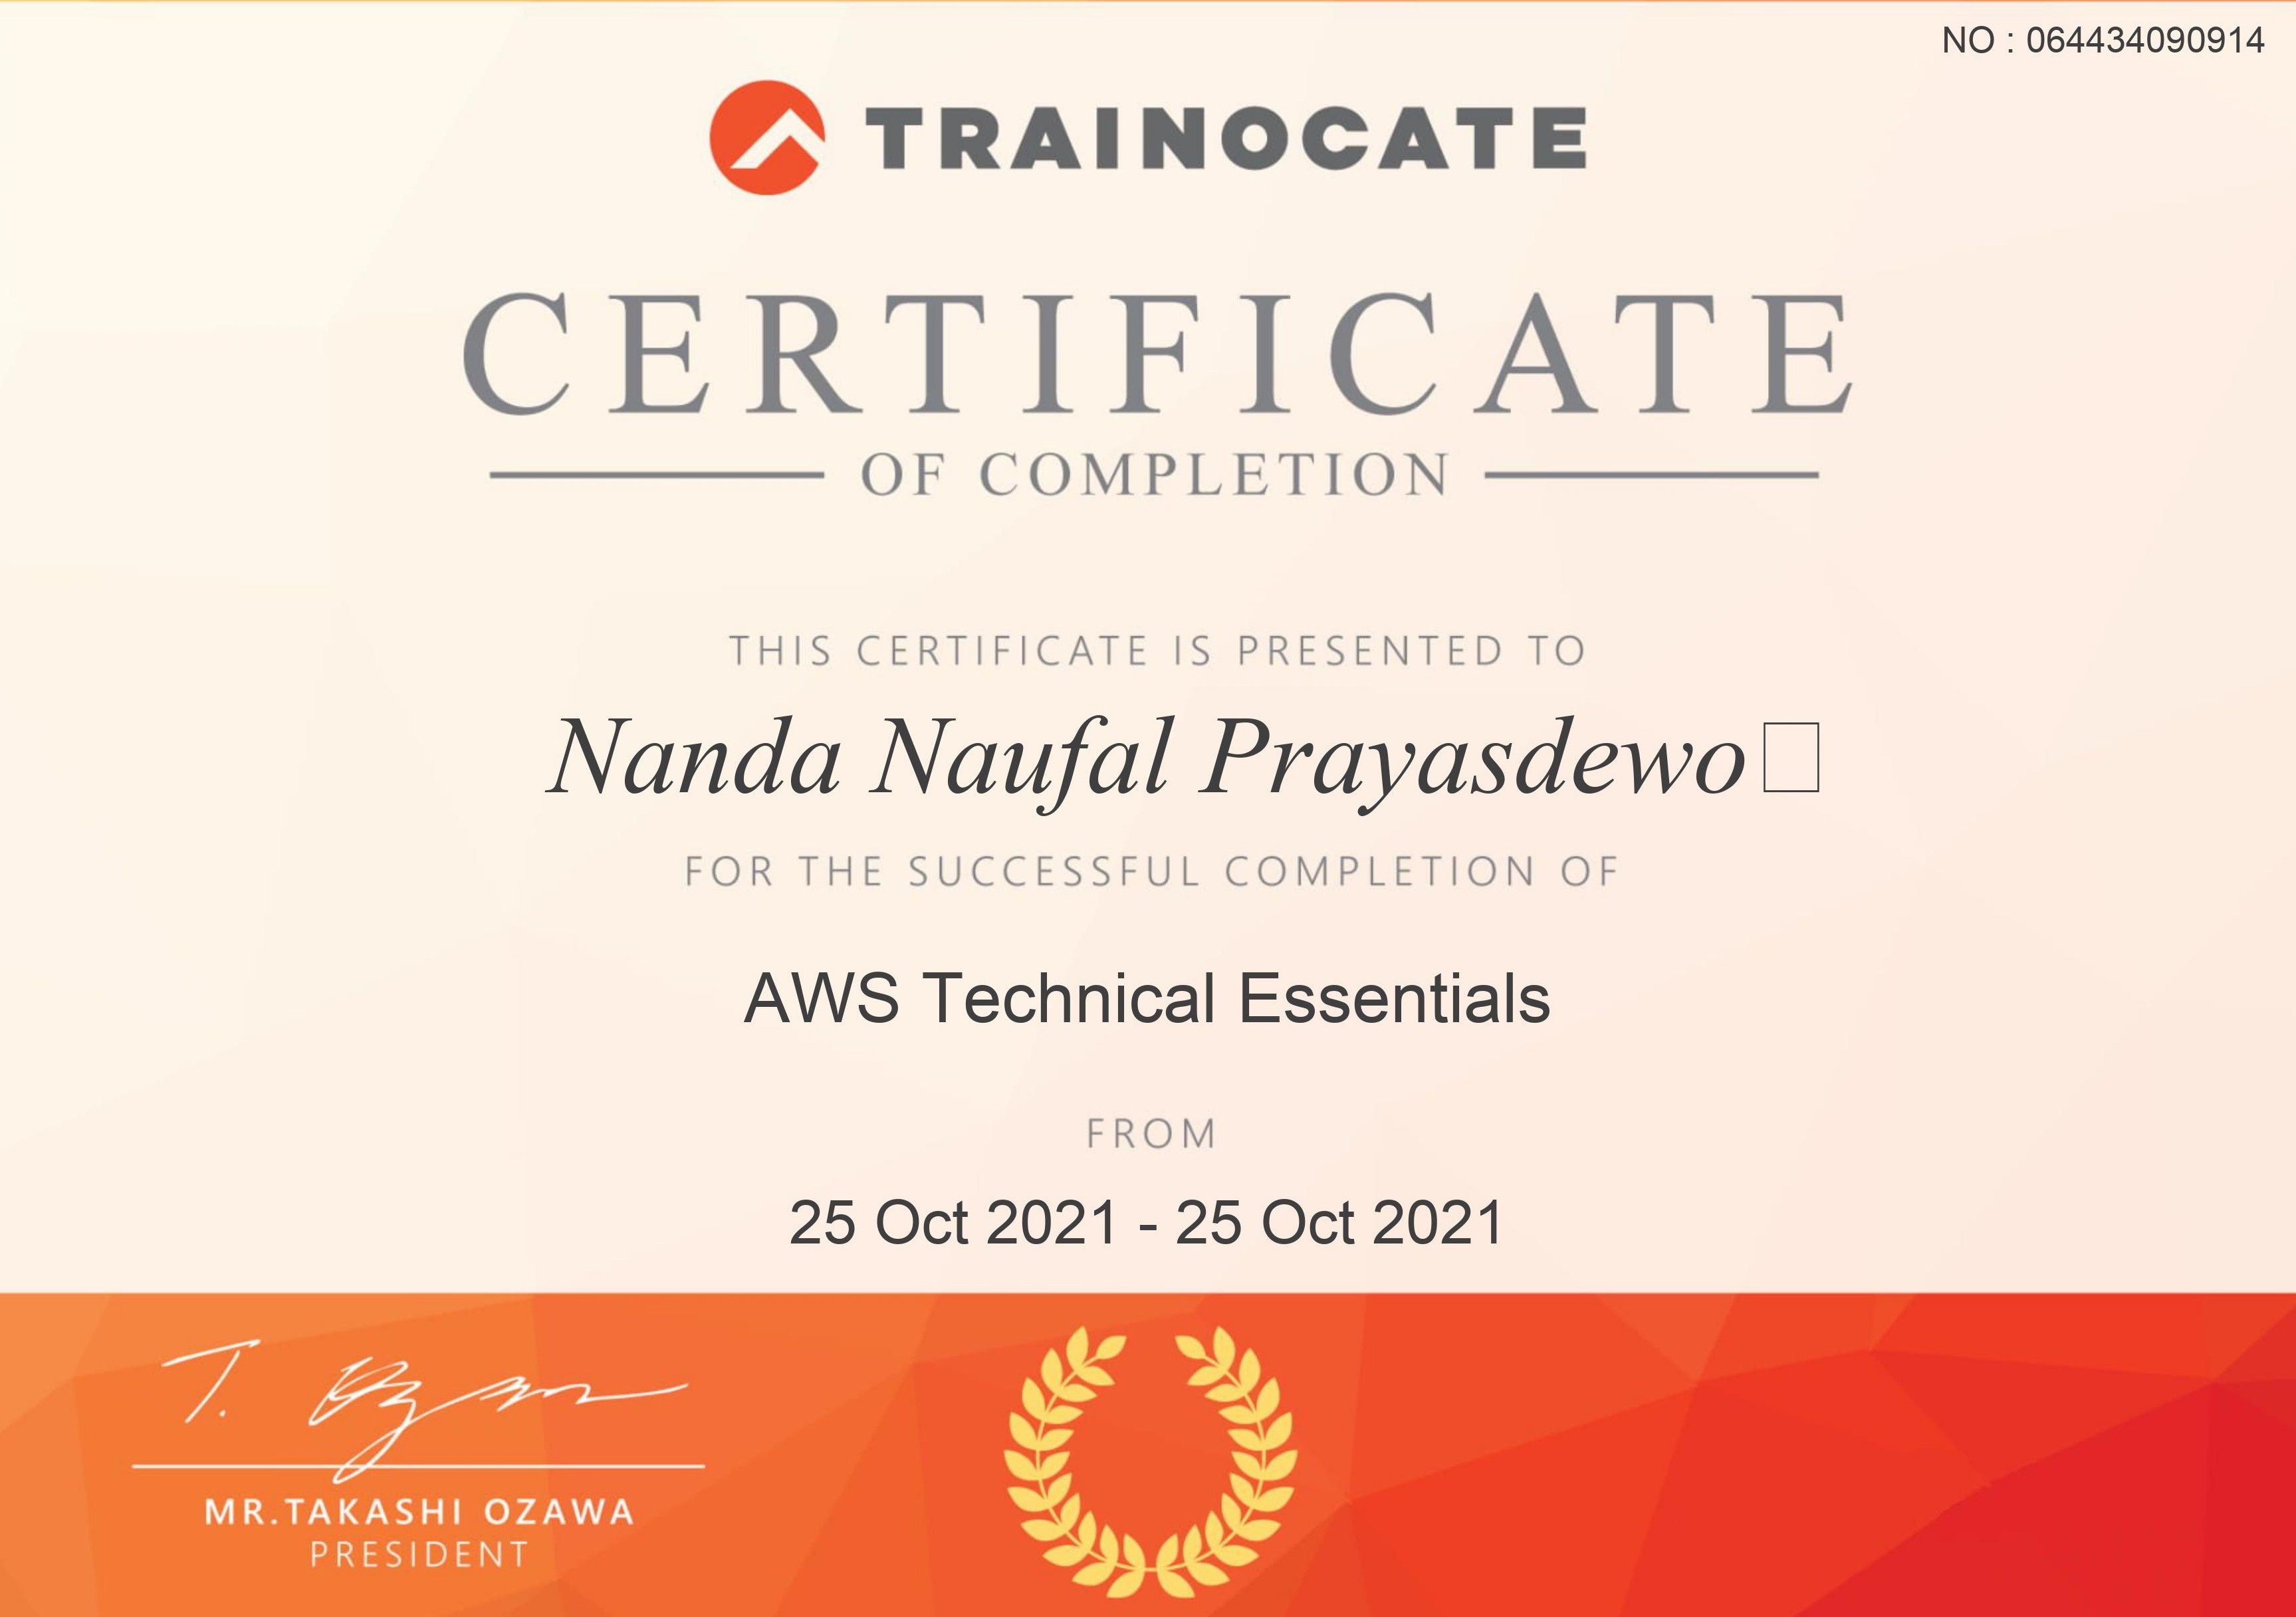 NO : 064434090914
TRAINOCATE
CERTIFICATE
OF COMPLETION
THIS CERTIFICATE IS PRESENTED TO
Nanda Naufal Prayasdewo
FOR THE SUCCESSFUL COMPLETION OF
AWS Technical Essentials
FROM
25 Oct 2021 - 25 Oct 2021
T. Ozawa
MR.TAKASHI OZAWA
PRESIDENT